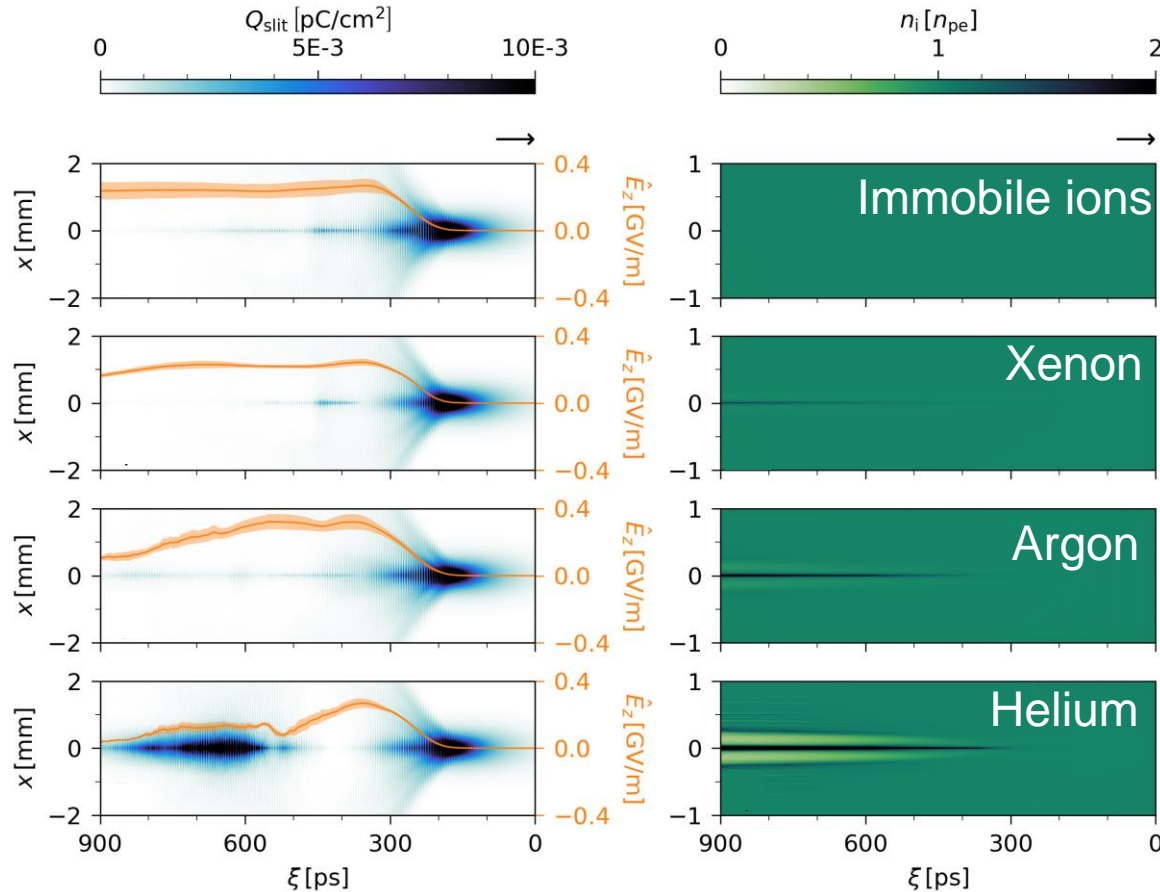 Q_slit [pC/cm²]
0 5E-3 10E-3
n_i [n_pe]
0 1 2
→ →
2 0.4 1
x [mm] 0 0.0 Ê_z [GV/m] x [mm] 0 Immobile ions
−2 −0.4 −1
2 0.4 1
x [mm] 0 0.0 Ê_z [GV/m] x [mm] 0 Xenon
−2 −0.4 −1
2 0.4 1
x [mm] 0 0.0 Ê_z [GV/m] x [mm] 0 Argon
−2 −0.4 −1
2 0.4 1
x [mm] 0 0.0 Ê_z [GV/m] x [mm] 0 Helium
−2 −0.4 −1
900 600 300 0 900 600 300 0
ξ [ps] ξ [ps]